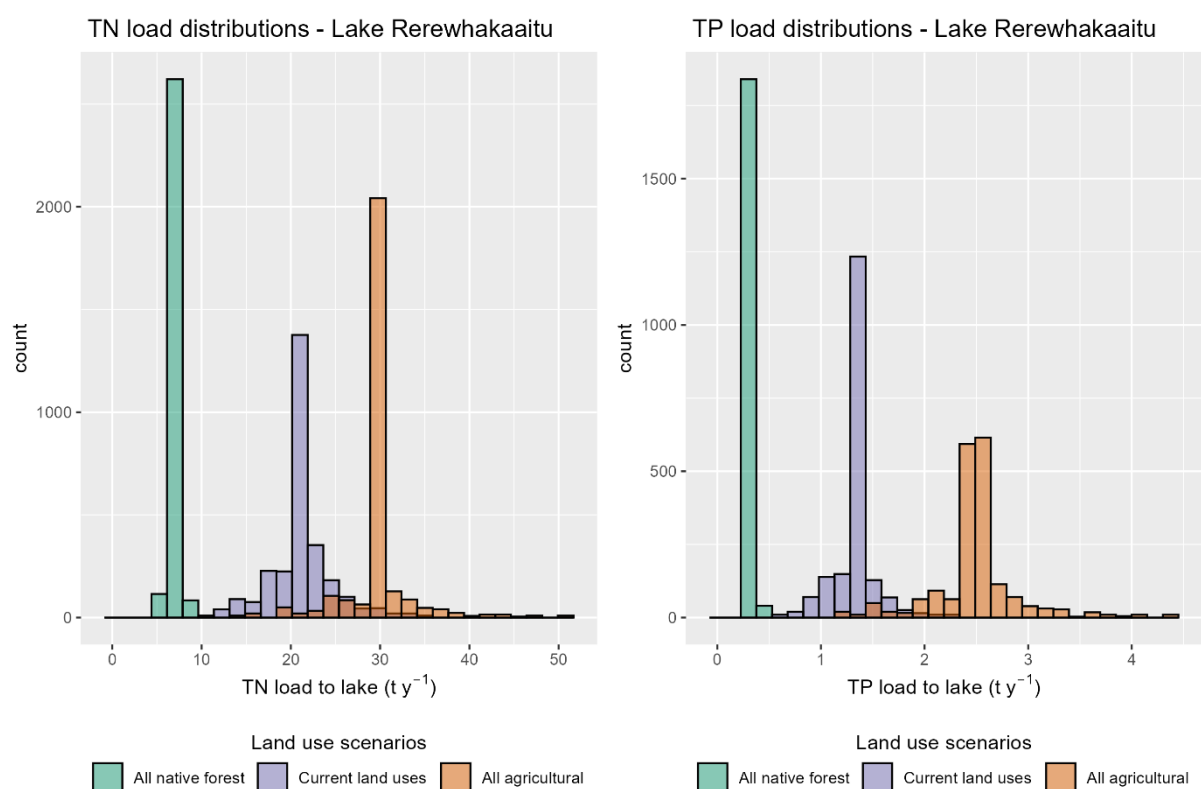 TN load distributions - Lake Rerewhakaaitu
count
2000
1000
0
0 10 20 30 40 50
TN load to lake (t y⁻¹)
Land use scenarios
All native forest Current land uses All agricultural
TP load distributions - Lake Rerewhakaaitu
count
1500
1000
500
0
0 1 2 3 4
TP load to lake (t y⁻¹)
Land use scenarios
All native forest Current land uses All agricultural